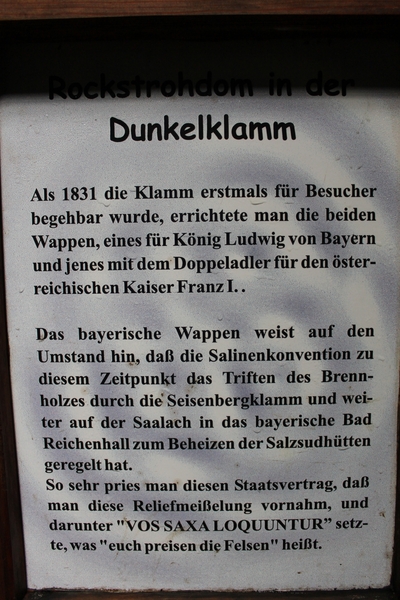 Rockstrohdom in der
Dunkelklamm
Als 1831 die Klamm erstmals für Besucher
begehbar wurde, errichtete man die beiden
Wappen, eines für König Ludwig von Bayern
und jenes mit dem Doppeladler für den öster-
reichischen Kaiser Franz I. .
Das bayerische Wappen weist auf den
Umstand hin, daß die Salinenkonvention zu
diesem Zeitpunkt das Triften des Brenn-
holzes durch die Seisenbergklamm und wei-
ter auf der Saalach in das bayerische Bad
Reichenhall zum Beheizen der Salzsudhütten
geregelt hat.
So sehr pries man diesen Staatsvertrag, daß
man diese Reliefmeißelung vornahm, und
darunter "VOS SAXA LOQUUNTUR" setz-
te, was "euch preisen die Felsen" heißt.